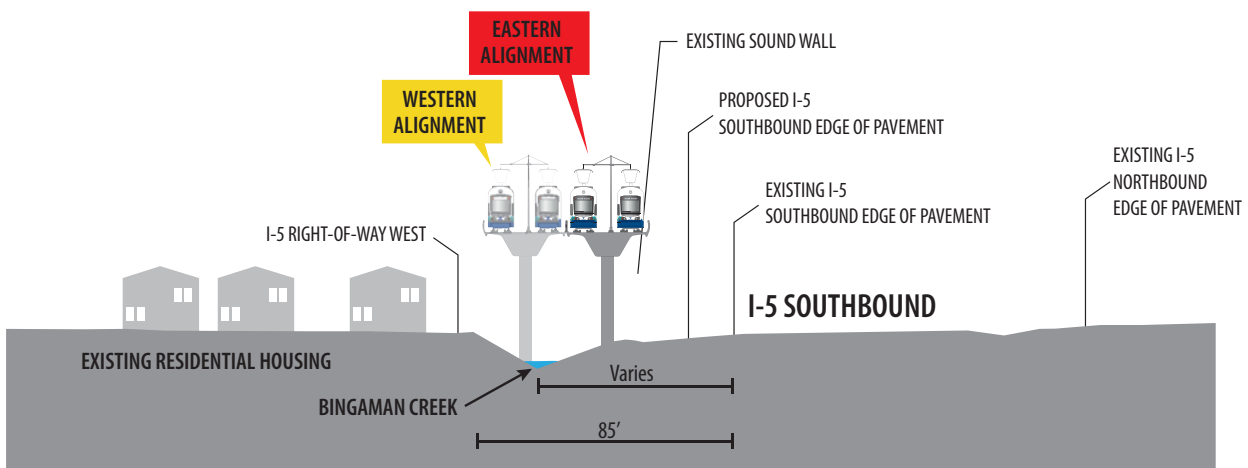 EASTERN
ALIGNMENT
WESTERN
ALIGNMENT
EXISTING SOUND WALL
PROPOSED I-5
SOUTHBOUND EDGE OF PAVEMENT
EXISTING I-5
SOUTHBOUND EDGE OF PAVEMENT
EXISTING I-5
NORTHBOUND
EDGE OF PAVEMENT
I-5 RIGHT-OF-WAY WEST
I-5 SOUTHBOUND
EXISTING RESIDENTIAL HOUSING
Varies
BINGAMAN CREEK
85’